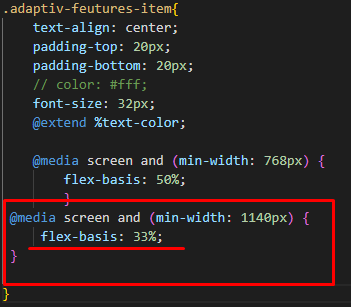 .adaptiv-feutures-item{
text-align: center;
padding-top: 20px;
padding-bottom: 20px;
// color: #fff;
font-size: 32px;
@extend %text-color;
@media screen and (min-width: 768px) {
flex-basis: 50%;
}
@media screen and (min-width: 1140px) {
flex-basis: 33%;
}
}